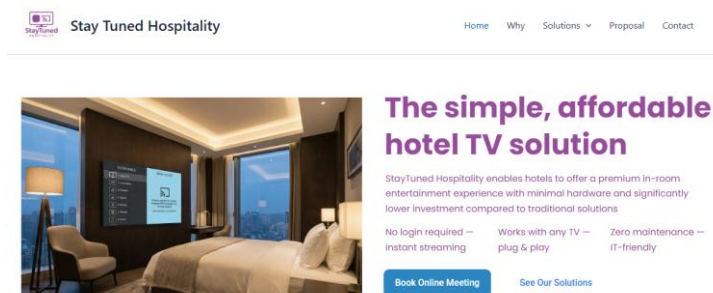 StayTuned
Stay Tuned Hospitality
Home Why Solutions Proposal Contact
The simple, affordable
hotel TV solution
StayTuned Hospitality enables hotels to offer a premium in-room
entertainment experience with minimal hardware and significantly
lower investment compared to traditional solutions
No login required —
instant streaming
Works with any TV —
plug & play
Zero maintenance —
IT-friendly
Book Online Meeting
See Our Solutions